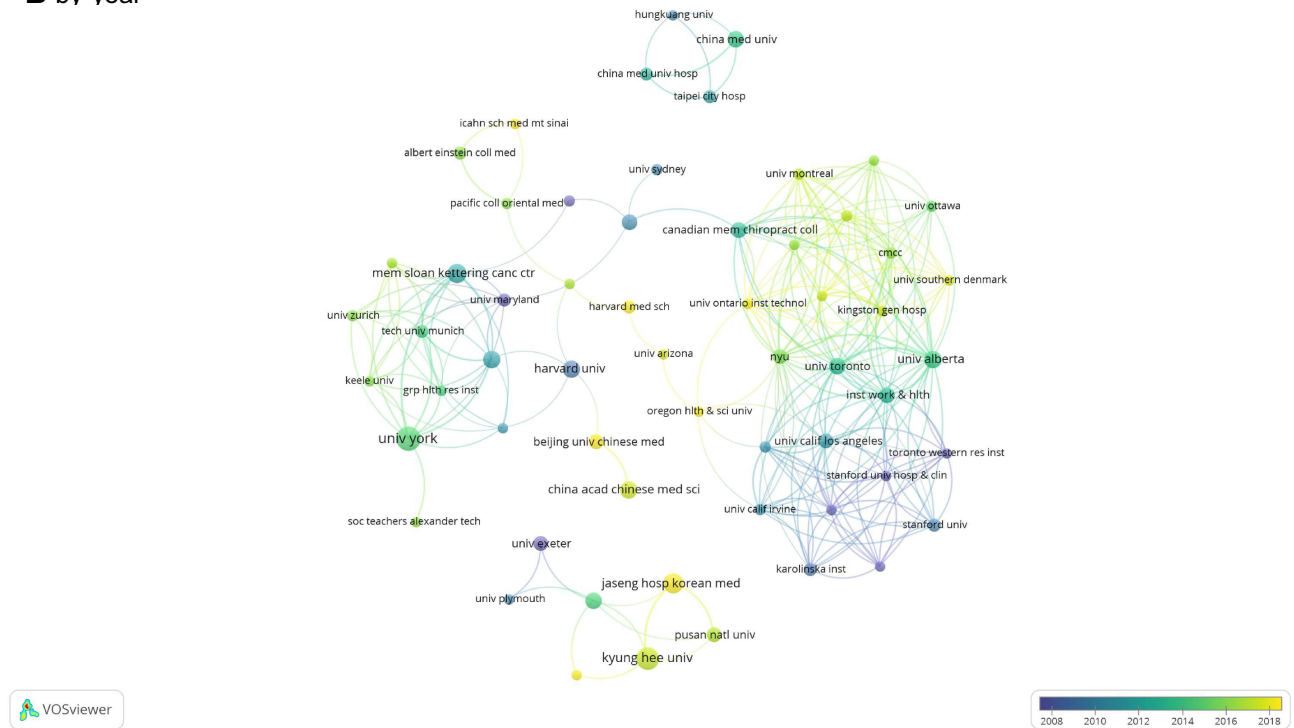 B by year
hungkuang univ
china med univ
china med univ hosp
taipei city hosp
icahn sch med mt sinai
albert einstein coll med
univ sydney
univ montreal
pacific coll oriental med
univ ottawa
canadian mem chiropract coll
cmcc
mem sloan kettering canc ctr
univ southern denmark
univ maryland
univ ontario inst technol
harvard med sch
kingston gen hosp
univ zurich
tech univ munich
univ arizona
nyu
univ alberta
univ toronto
harvard univ
keele univ
grp hlth res inst
inst work & hlth
oregon hlth & sci univ
univ york
beijing univ chinese med
univ calif los angeles
toronto western res inst
stanford univ hosp & clin
china acad chinese med sci
univ calif irvine
soc teachers alexander tech
stanford univ
univ exeter
karolinska inst
jaseng hosp korean med
univ plymouth
pusan natl univ
kyung hee univ
VOSviewer
2008 2010 2012 2014 2016 2018